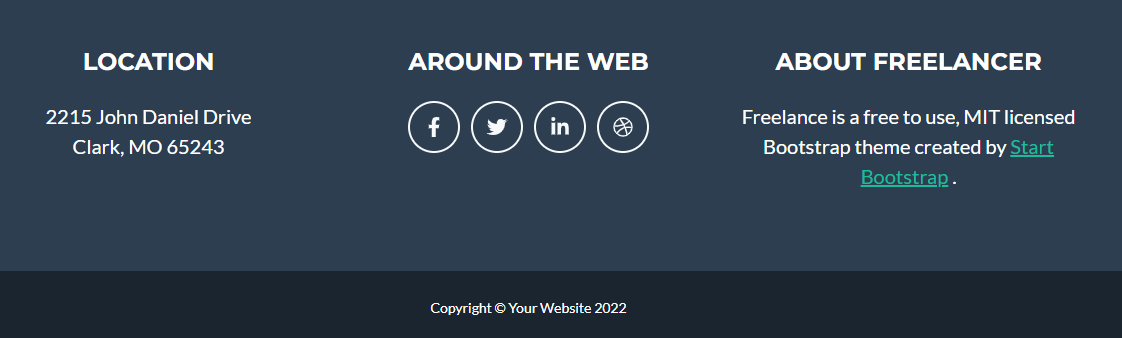 LOCATION
2215 John Daniel Drive
Clark, MO 65243
AROUND THE WEB
ABOUT FREELANCER
Freelance is a free to use, MIT licensed
Bootstrap theme created by Start
Bootstrap .
Copyright © Your Website 2022